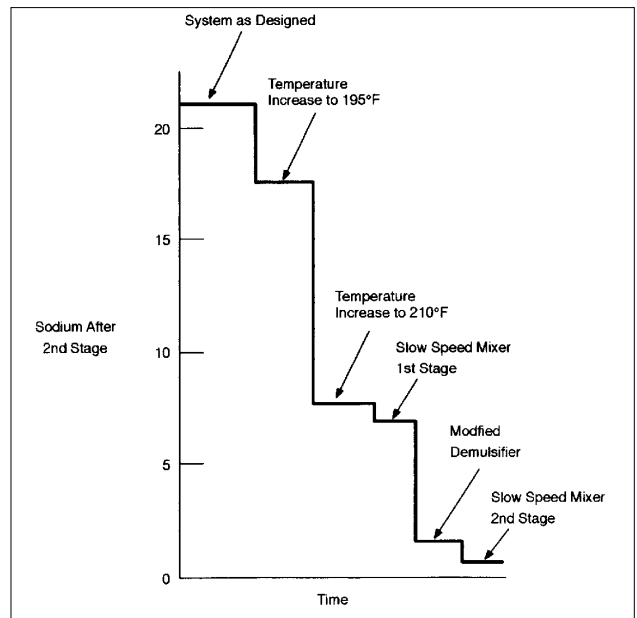 System as Designed
Temperature
Increase to 195°F
20
15
Temperature
Increase to 210°F
Sodium After
2nd Stage
10
Slow Speed Mixer
1st Stage
Modfied
Demulsifier
5
Slow Speed Mixer
2nd Stage
0
Time